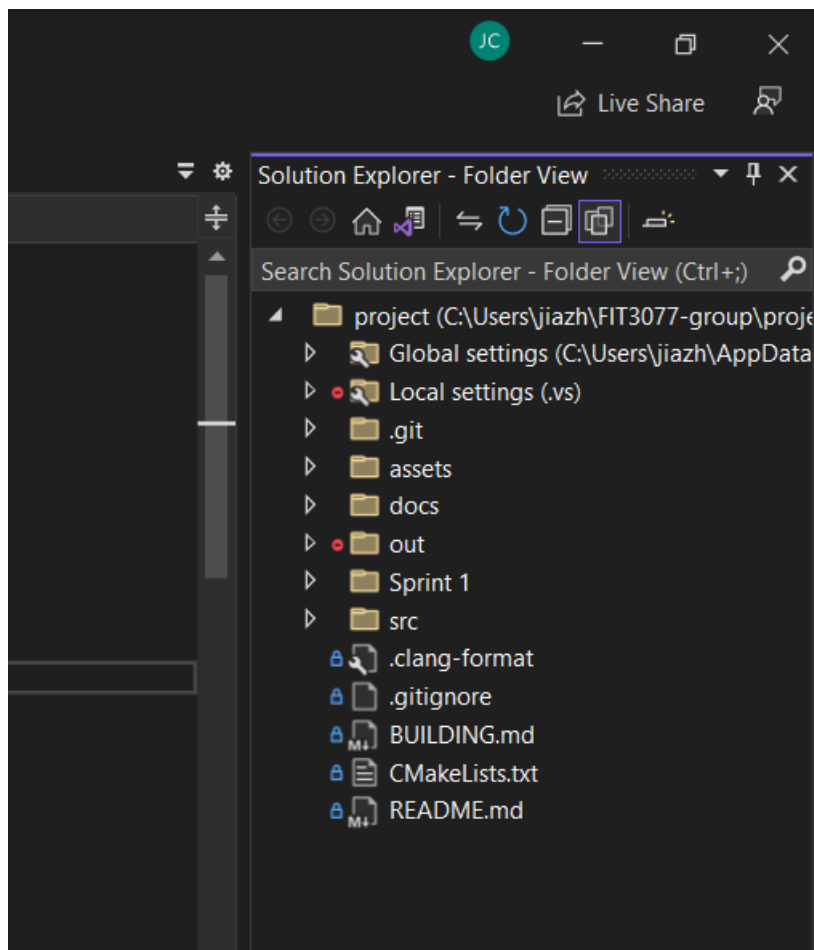 JC
Live Share
Solution Explorer - Folder View
Search Solution Explorer - Folder View (Ctrl+;)
project (C:\Users\jiazh\FIT3077-group\proje
Global settings (C:\Users\jiazh\AppData
Local settings (.vs)
.git
assets
docs
out
Sprint 1
src
.clang-format
.gitignore
M↓ BUILDING.md
CMakeLists.txt
M↓ README.md